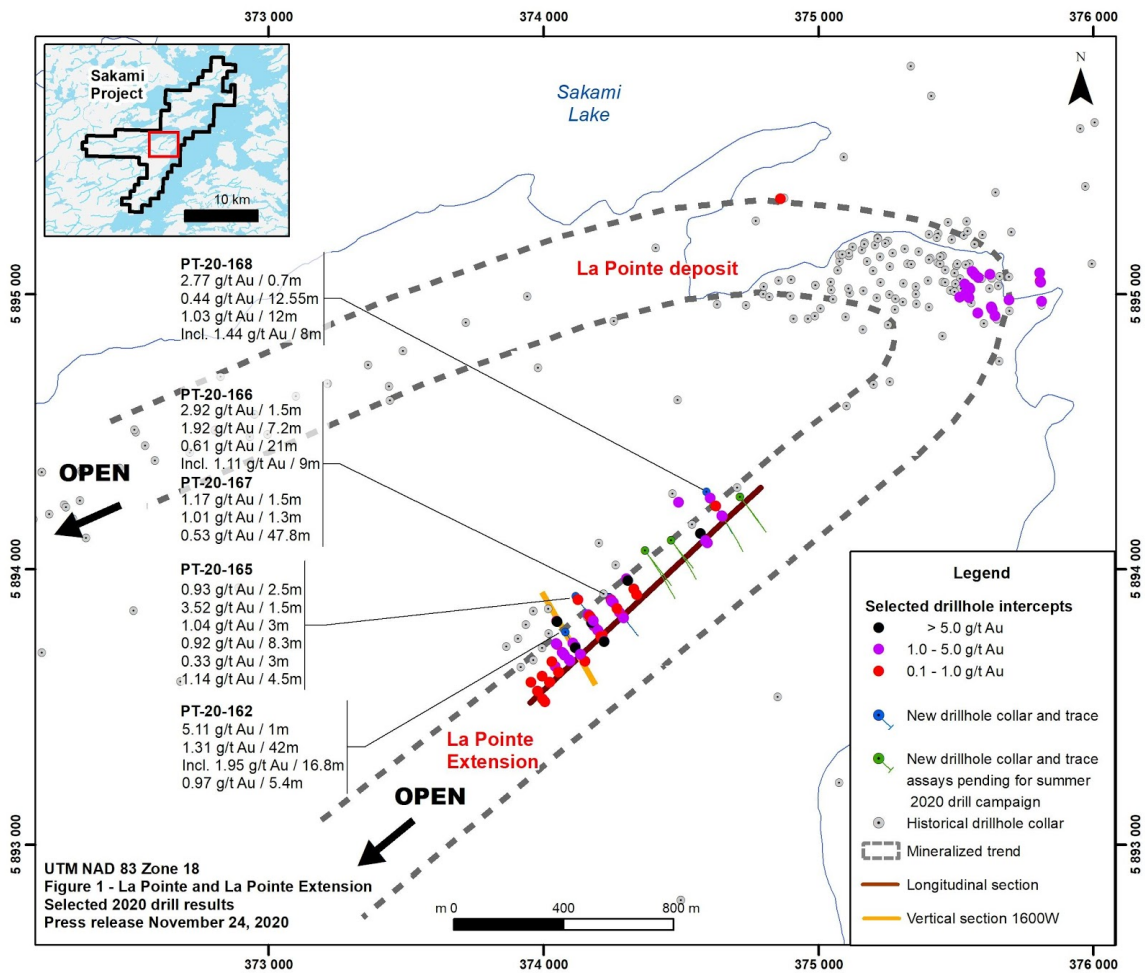 373 000
374 000
375 000
376 000
Sakami
Project
10 km
Sakami
Lake
N
5 895 000
5 895 000
La Pointe deposit
PT-20-168
2.77 g/t Au / 0.7m
0.44 g/t Au / 12.55m
1.03 g/t Au / 12m
Incl. 1.44 g/t Au / 8m
PT-20-166
2.92 g/t Au / 1.5m
1.92 g/t Au / 7.2m
0.61 g/t Au / 21m
Incl. 1.11 g/t Au / 9m
PT-20-167
1.17 g/t Au / 1.5m
1.01 g/t Au / 1.3m
0.53 g/t Au / 47.8m
OPEN
5 894 000
5 894 000
PT-20-165
0.93 g/t Au / 2.5m
3.52 g/t Au / 1.5m
1.04 g/t Au / 3m
0.92 g/t Au / 8.3m
0.33 g/t Au / 3m
1.14 g/t Au / 4.5m
PT-20-162
5.11 g/t Au / 1m
1.31 g/t Au / 42m
Incl. 1.95 g/t Au / 16.8m
0.97 g/t Au / 5.4m
La Pointe
Extension
OPEN
5 893 000
5 893 000
Legend
Selected drillhole intercepts
> 5.0 g/t Au
1.0 - 5.0 g/t Au
0.1 - 1.0 g/t Au
New drillhole collar and trace
New drillhole collar and trace
assays pending for summer
2020 drill campaign
Historical drillhole collar
Mineralized trend
Longitudinal section
Vertical section 1600W
UTM NAD 83 Zone 18
Figure 1 - La Pointe and La Pointe Extension
Selected 2020 drill results
Press release November 24, 2020
m 0 400 800 m
373 000
374 000
375 000
376 000